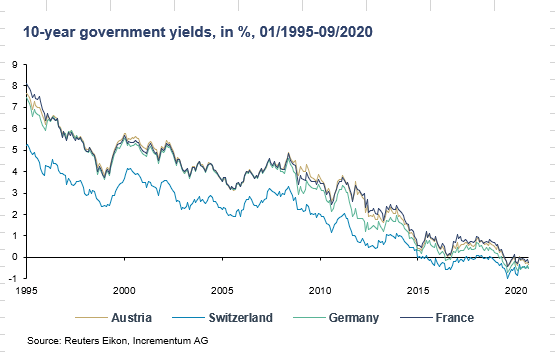 10-year government yields, in %, 01/1995-09/2020
9
8
7
6
5
4
3
2
1
0
-1
1995 2000 2005 2010 2015 2020
Austria Switzerland Germany France
Source: Reuters Eikon, Incrementum AG